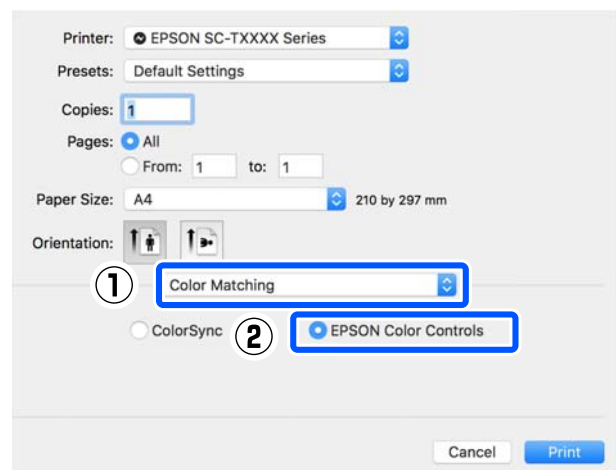 Printer: EPSON SC-TXXXX Series
Presets: Default Settings
Copies: 1
Pages: All
From: 1 to: 1
Paper Size: A4 210 by 297 mm
Orientation:
① Color Matching
ColorSync ② EPSON Color Controls
Cancel Print